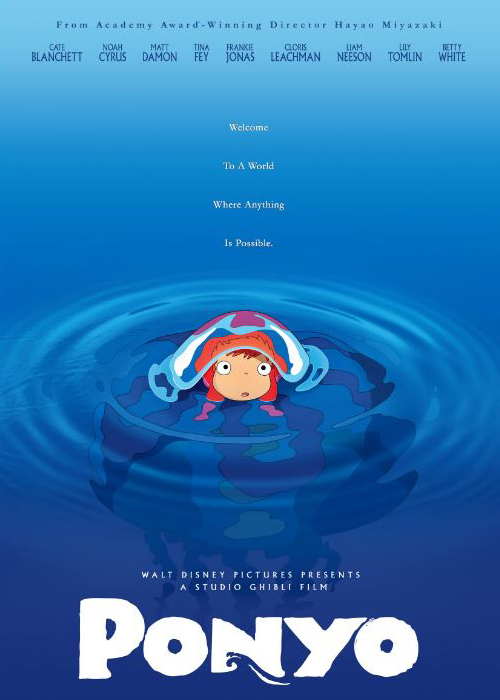 From Academy Award-Winning Director Hayao Miyazaki
CATE BLANCHETT NOAH CYRUS MATT DAMON TINA FEY FRANKIE JONAS CLORIS LEACHMAN LIAM NEESON LILY TOMLIN BETTY WHITE
Welcome
To A World
Where Anything
Is Possible.
WALT DISNEY PICTURES PRESENTS
A STUDIO GHIBLI FILM
PONYO